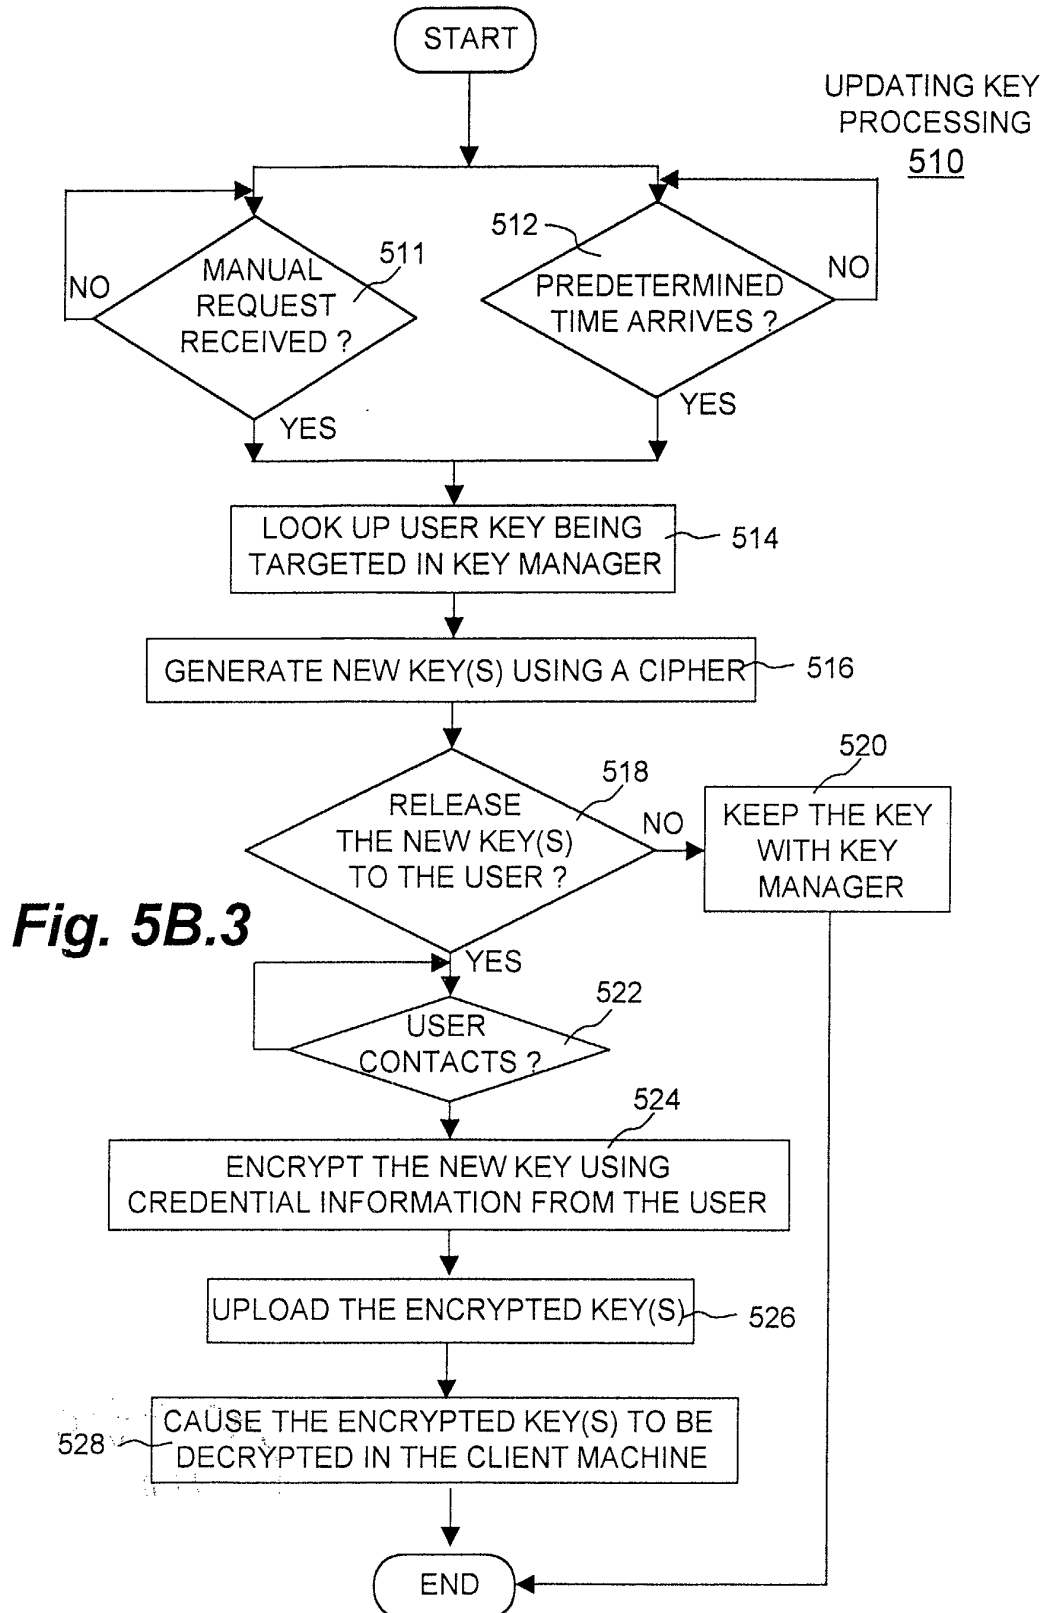 START
UPDATING KEY
PROCESSING
510
511
MANUAL
REQUEST
RECEIVED ?
NO
YES
512
PREDETERMINED
TIME ARRIVES ?
NO
YES
LOOK UP USER KEY BEING
TARGETED IN KEY MANAGER
514
GENERATE NEW KEY(S) USING A CIPHER
516
518
RELEASE
THE NEW KEY(S)
TO THE USER ?
NO
520
KEEP THE KEY
WITH KEY
MANAGER
Fig. 5B.3
YES
522
USER
CONTACTS ?
524
ENCRYPT THE NEW KEY USING
CREDENTIAL INFORMATION FROM THE USER
UPLOAD THE ENCRYPTED KEY(S)
526
528
CAUSE THE ENCRYPTED KEY(S) TO BE
DECRYPTED IN THE CLIENT MACHINE
END